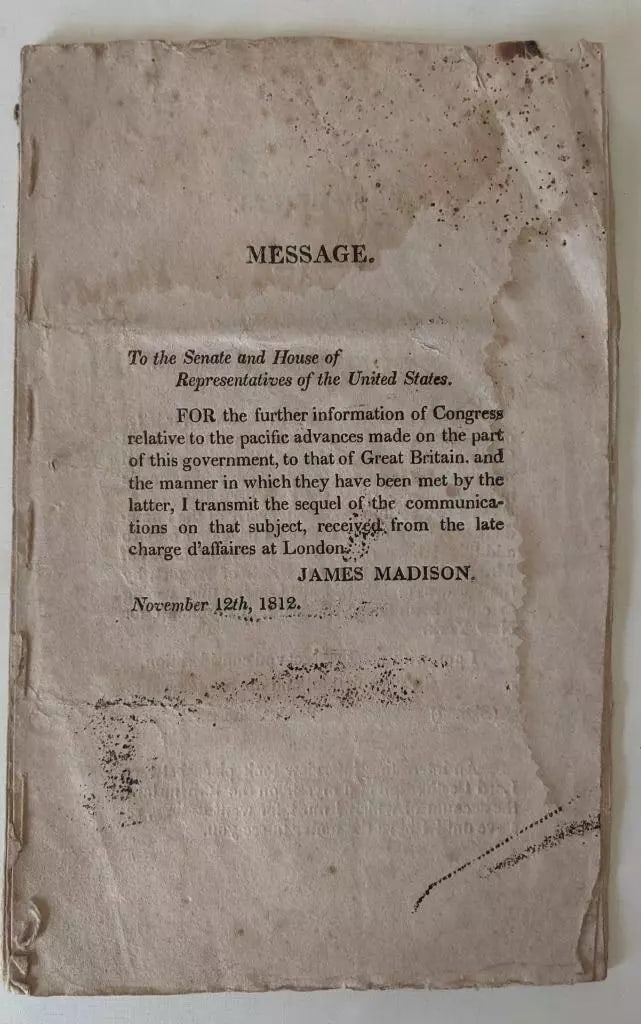 MESSAGE.
To the Senate and House of
Representatives of the United States.
FOR the further information of Congress
relative to the pacific advances made on the part
of this government, to that of Great Britain. and
the manner in which they have been met by the
latter, I transmit the sequel of the communica-
tions on that subject, received from the late
charge d'affaires at London.
JAMES MADISON.
November 12th, 1812.